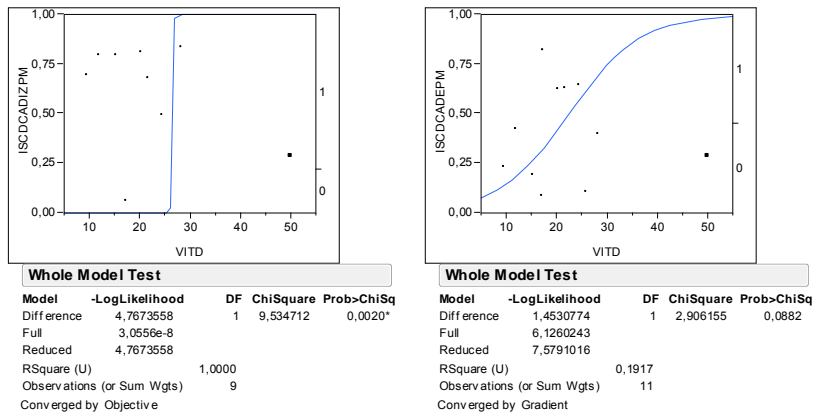 1,00
0,75
0,50
0,25
0,00
ISCDCADIZPM
1
0
10 20 30 40 50
VITD
Whole Model Test
Model -LogLikelihood DF ChiSquare Prob>ChiSq
Difference 4,7673558 1 9,534712 0,0020*
Full 3,0556e-8
Reduced 4,7673558
RSquare (U) 1,0000
Observations (or Sum Wgts) 9
Converged by Objective
1,00
0,75
0,50
0,25
0,00
ISCDCADEPM
1
0
10 20 30 40 50
VITD
Whole Model Test
Model -LogLikelihood DF ChiSquare Prob>ChiSq
Difference 1,4530774 1 2,906155 0,0882
Full 6,1260243
Reduced 7,5791016
RSquare (U) 0,1917
Observations (or Sum Wgts) 11
Converged by Gradient